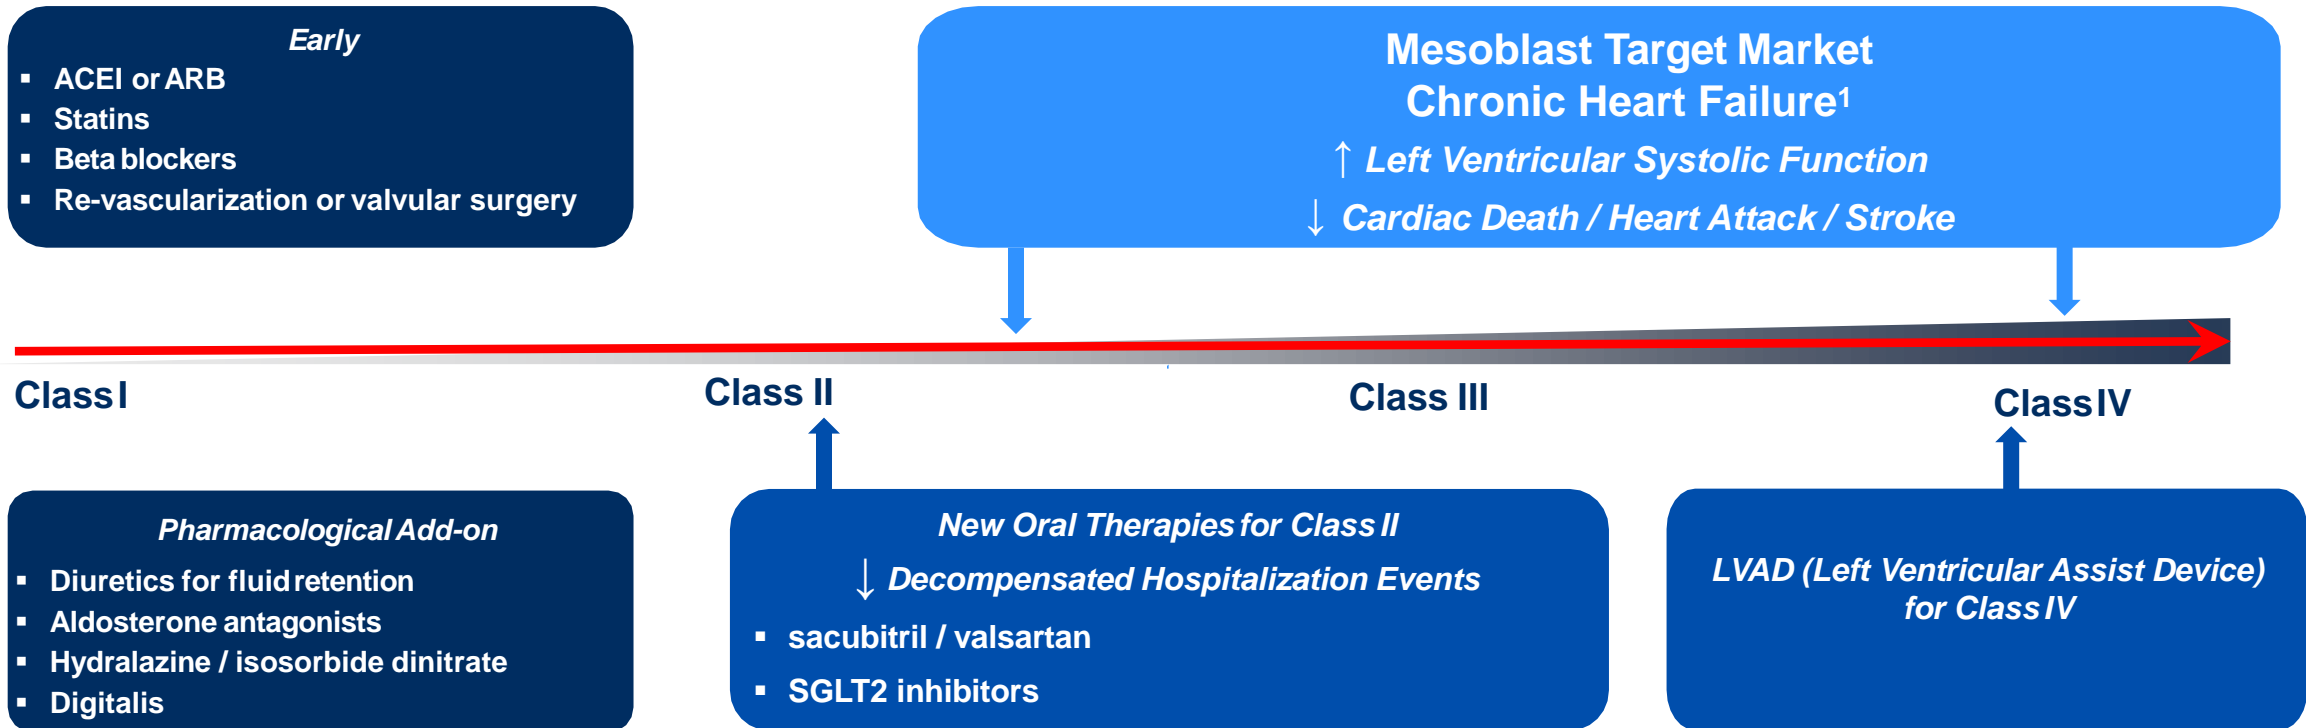 Early
▪ ACEI or ARB
▪ Statins
▪ Beta blockers
▪ Re-vascularization or valvular surgery
Mesoblast Target Market
Chronic Heart Failure¹
↑ Left Ventricular Systolic Function
↓ Cardiac Death / Heart Attack / Stroke
Class I
Class II
Class III
Class IV
Pharmacological Add-on
▪ Diuretics for fluid retention
▪ Aldosterone antagonists
▪ Hydralazine / isosorbide dinitrate
▪ Digitalis
New Oral Therapies for Class II
↓ Decompensated Hospitalization Events
▪ sacubitril / valsartan
▪ SGLT2 inhibitors
LVAD (Left Ventricular Assist Device)
for Class IV